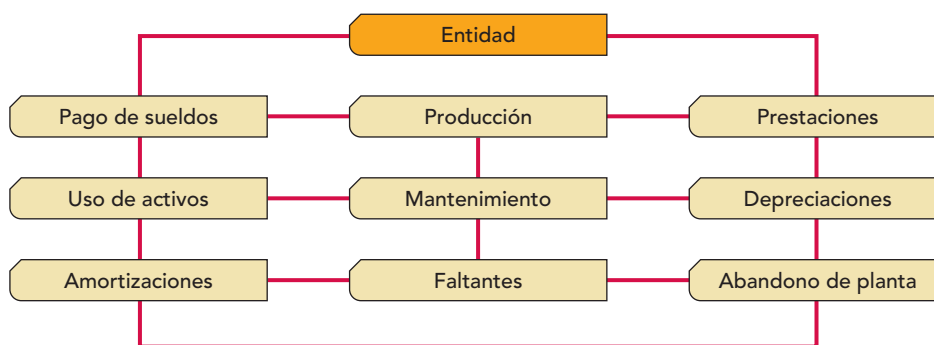 Entidad
Pago de sueldos
Producción
Prestaciones
Uso de activos
Mantenimiento
Depreciaciones
Amortizaciones
Faltantes
Abandono de planta